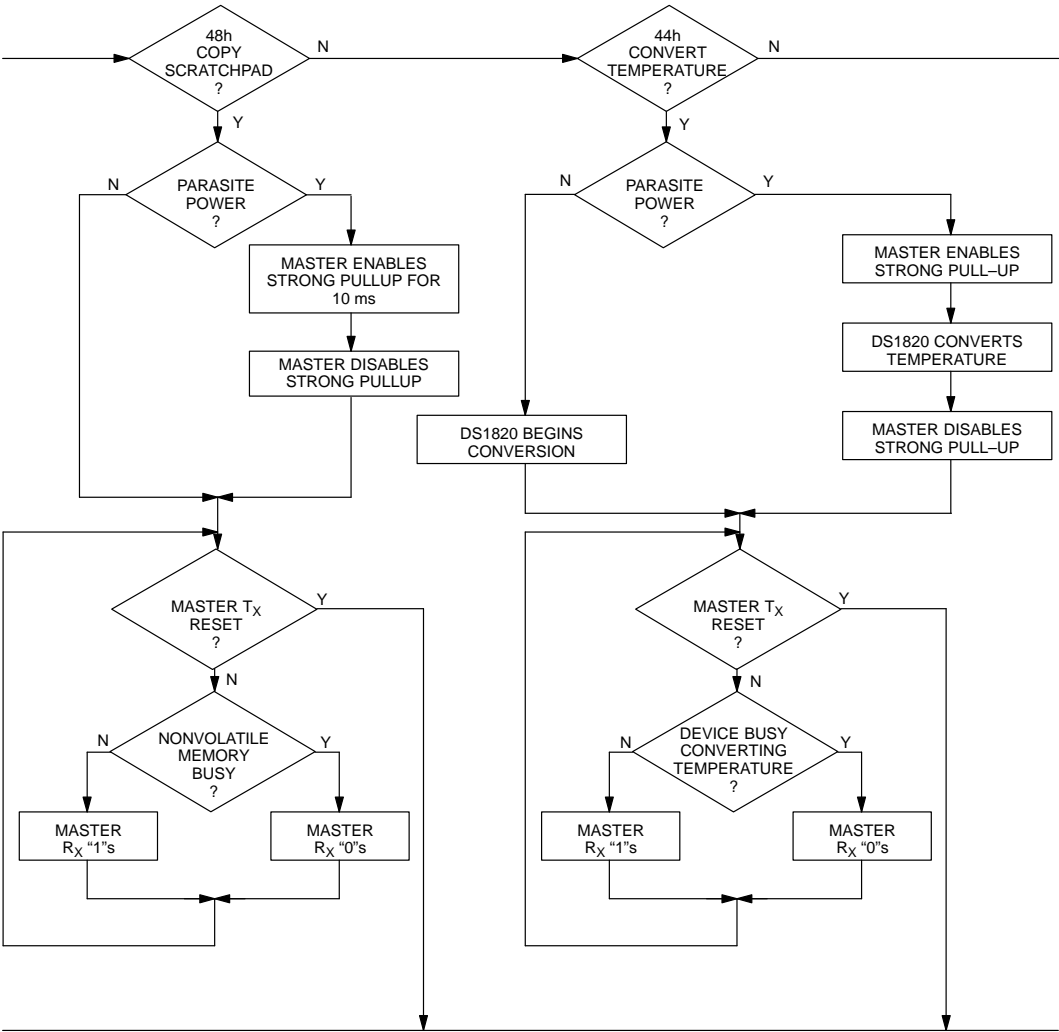 48h
COPY
SCRATCHPAD
?
N
Y
44h
CONVERT
TEMPERATURE
?
N
Y
N
PARASITE
POWER
?
Y
N
PARASITE
POWER
?
Y
MASTER ENABLES
STRONG PULLUP FOR
10 ms
MASTER DISABLES
STRONG PULLUP
MASTER ENABLES
STRONG PULL–UP
DS1820 CONVERTS
TEMPERATURE
DS1820 BEGINS
CONVERSION
MASTER DISABLES
STRONG PULL–UP
MASTER TX
RESET
?
Y
N
MASTER TX
RESET
?
Y
N
N
NONVOLATILE
MEMORY
BUSY
?
Y
N
DEVICE BUSY
CONVERTING
TEMPERATURE
?
Y
MASTER
RX “1”s
MASTER
RX “0”s
MASTER
RX “1”s
MASTER
RX “0”s